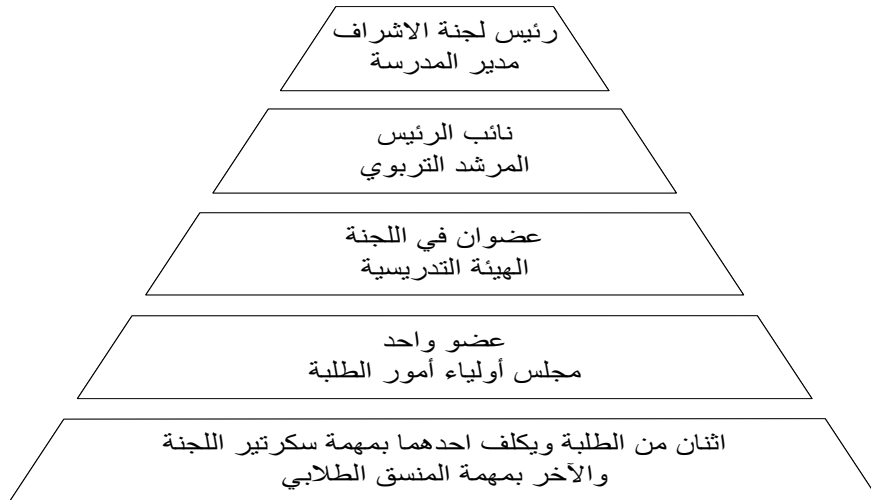 رئيس لجنة الاشراف
مدير المدرسة
نائب الرئيس
المرشد التربوي
عضوان في اللجنة
الهيئة التدريسية
عضو واحد
مجلس أولياء أمور الطلبة
اثنان من الطلبة ويكلف احدهما بمهمة سكرتير اللجنة
والآخر بمهمة المنسق الطلابي